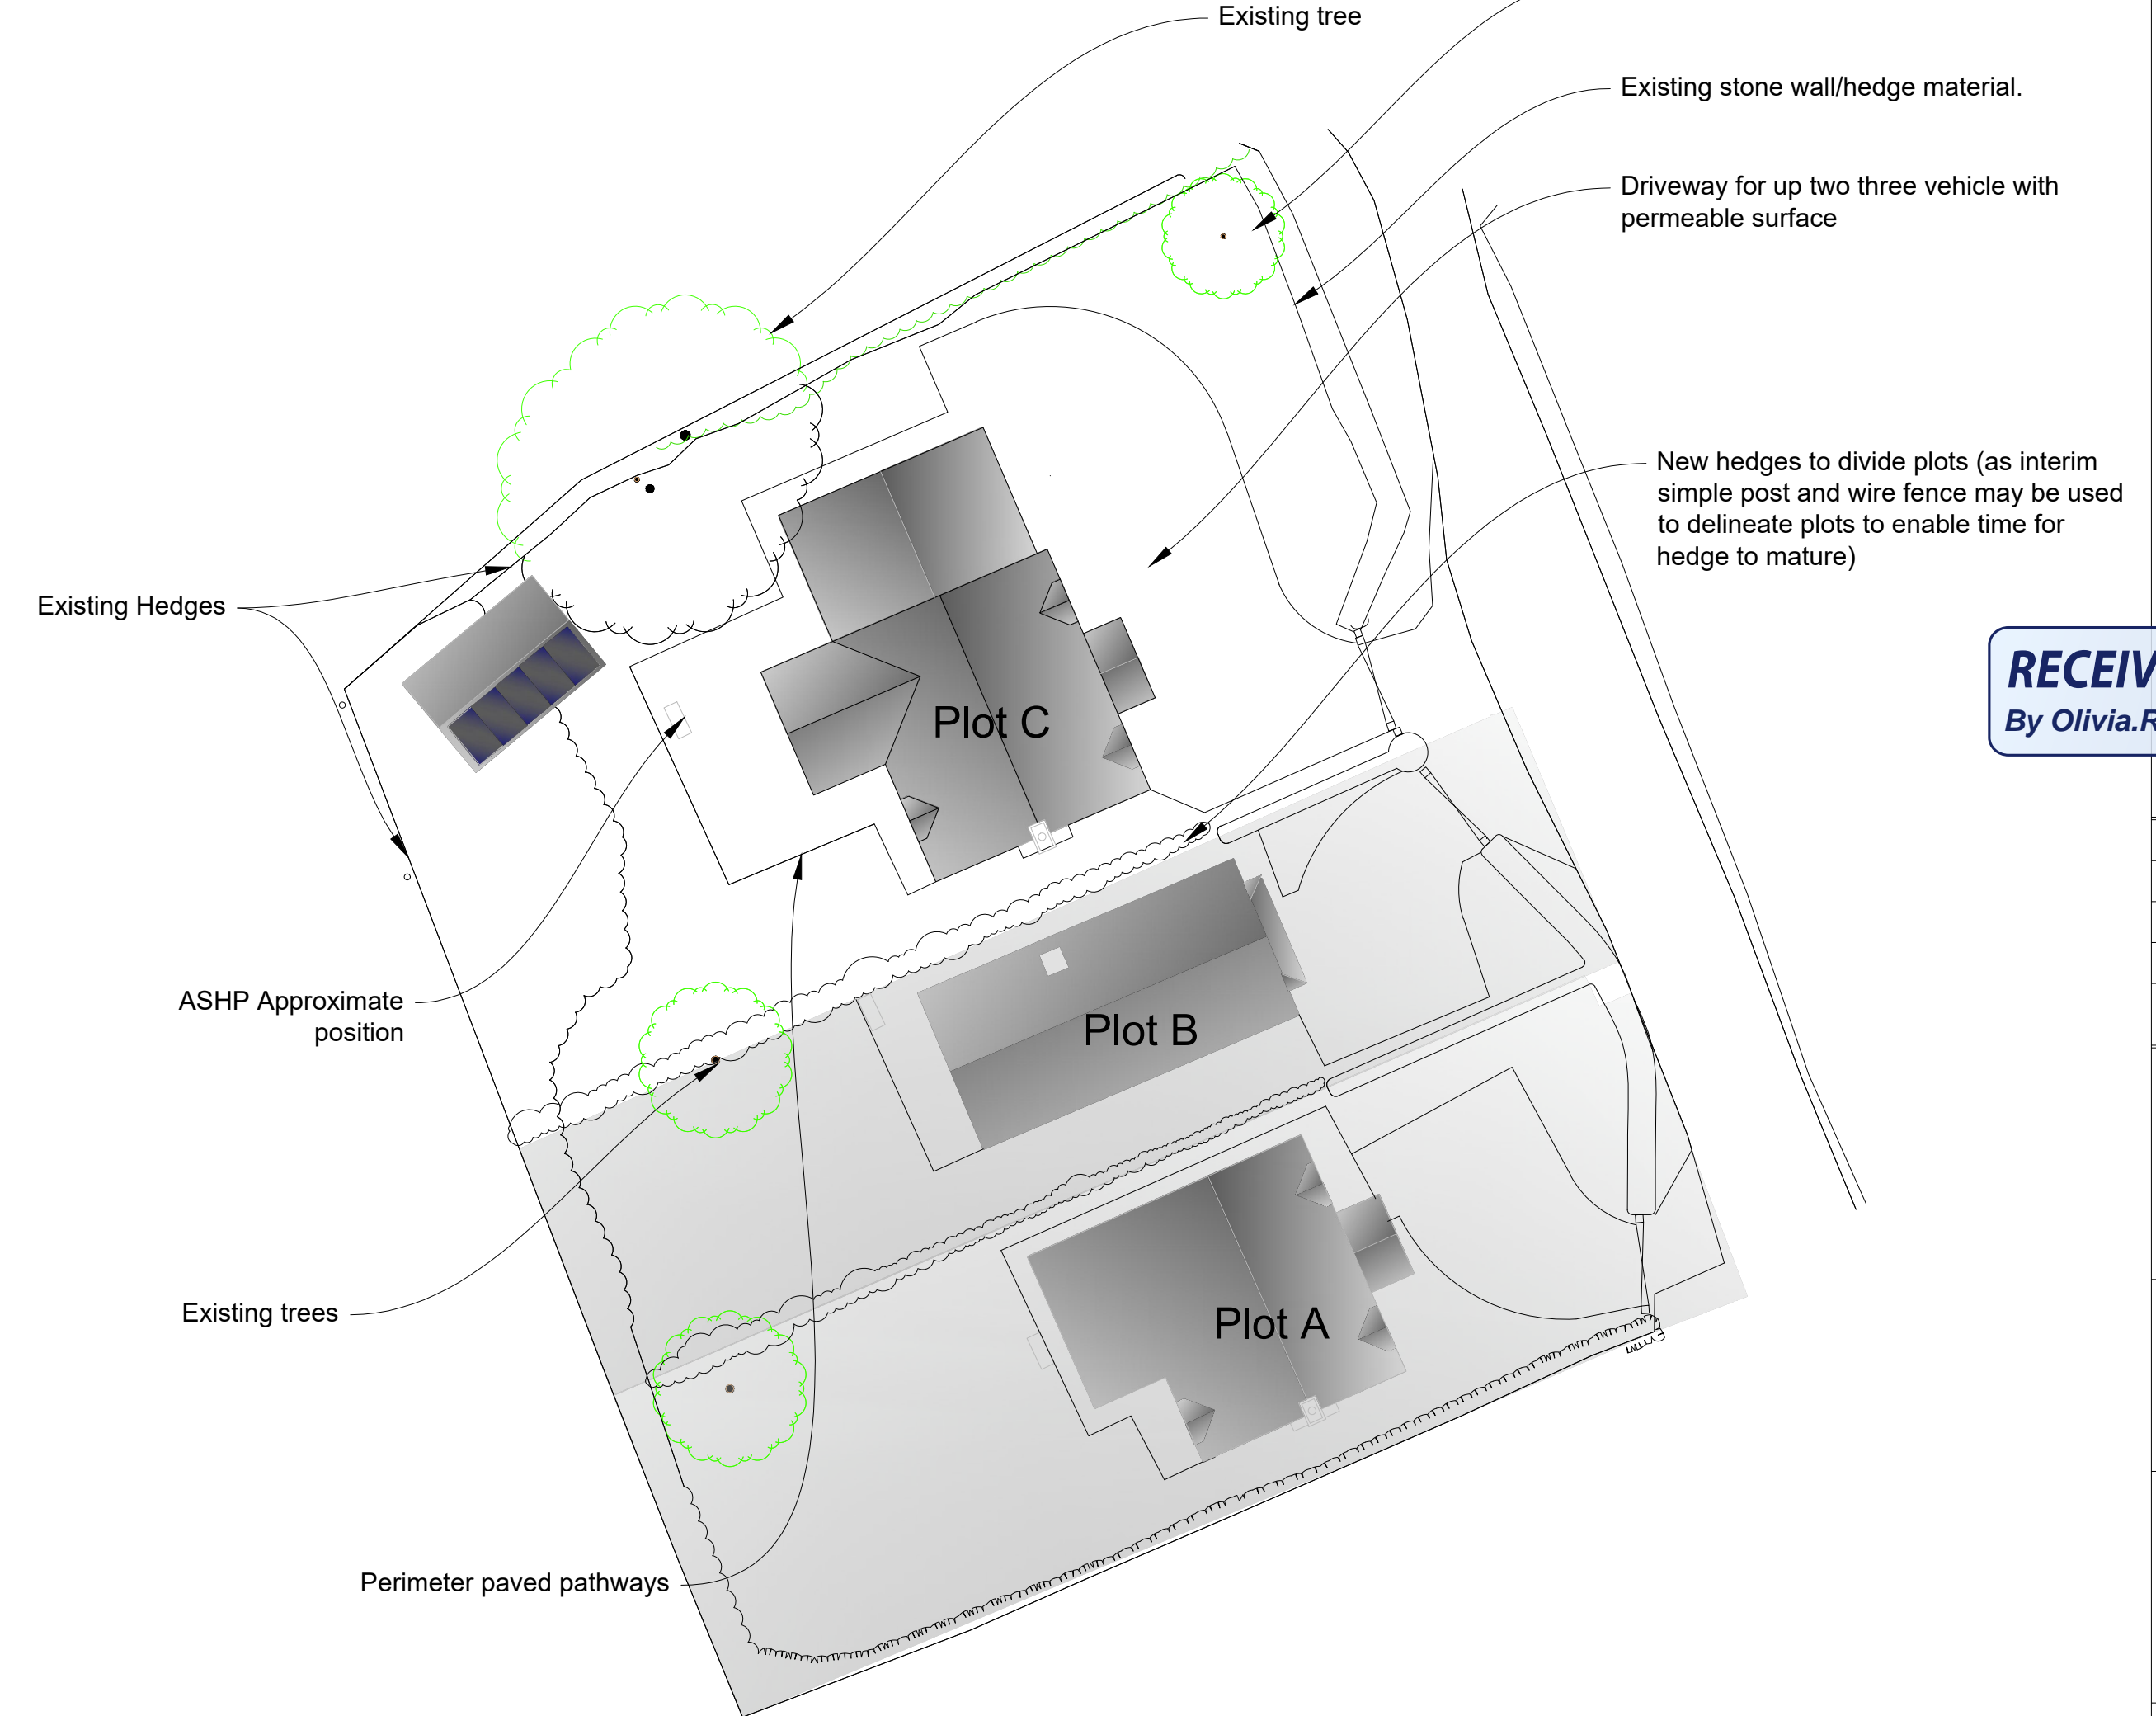 Existing tree
Existing stone wall/hedge material.
Driveway for up two three vehicle with
permeable surface
New hedges to divide plots (as interim
simple post and wire fence may be used
to delineate plots to enable time for
hedge to mature)
Existing Hedges
RECEIV
By Olivia.R
Plot C
ASHP Approximate
position
Plot B
Existing trees
Plot A
Perimeter paved pathways